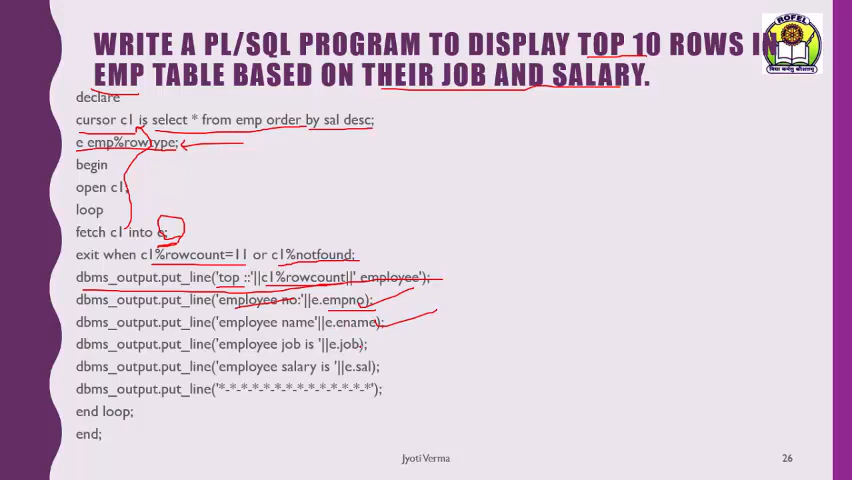 WRITE A PL/SQL PROGRAM TO DISPLAY TOP 10 ROWS IN
EMP TABLE BASED ON THEIR JOB AND SALARY.
ROFEL
declare
cursor c1 is select * from emp order by sal desc;
e emp%rowtype;
begin
open c1;
loop
fetch c1 into e;
exit when c1%rowcount=11 or c1%notfound;
dbms_output.put_line('top ::'||c1%rowcount||' employee');
dbms_output.put_line('employee no:'||e.empno);
dbms_output.put_line('employee name'||e.ename);
dbms_output.put_line('employee job is '||e.job);
dbms_output.put_line('employee salary is '||e.sal);
dbms_output.put_line('*-*-*-*-*-*-*-*-*-*-*-*-*-*');
end loop;
end;
Jyoti Verma
26